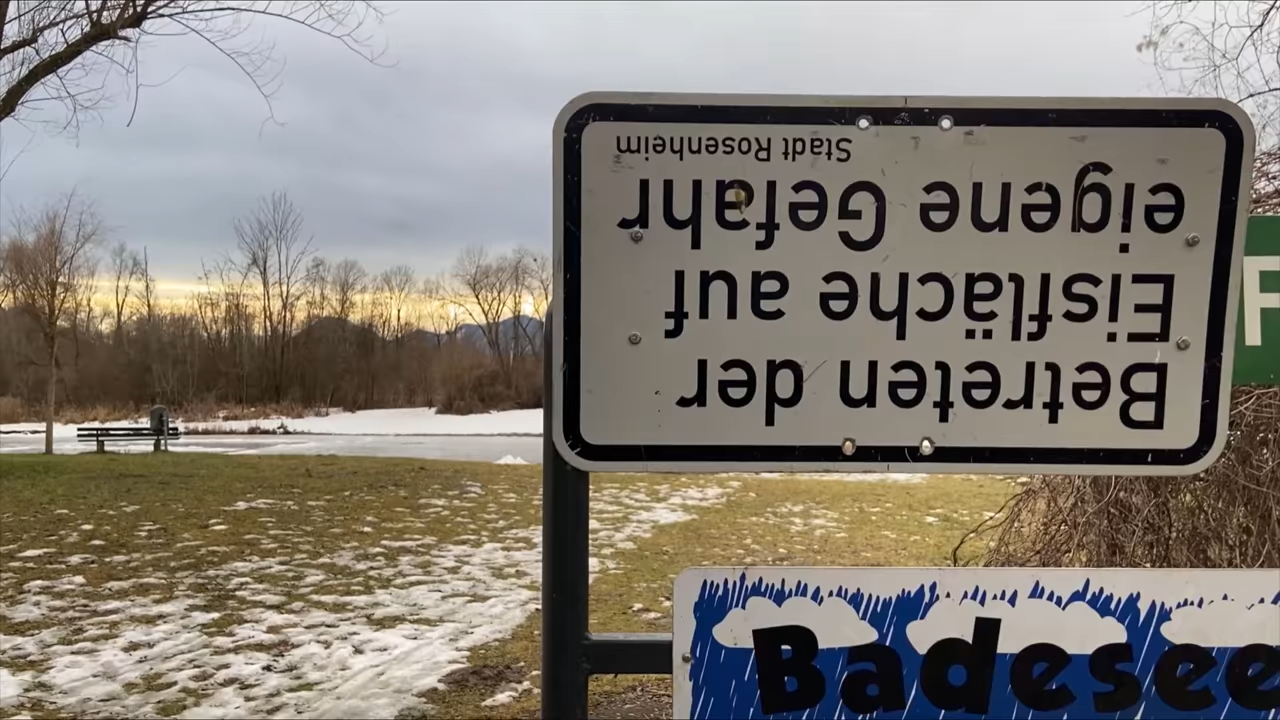 Betreten der
Eisfläche auf
eigene Gefahr
Stadt Rosenheim
F
Badesee